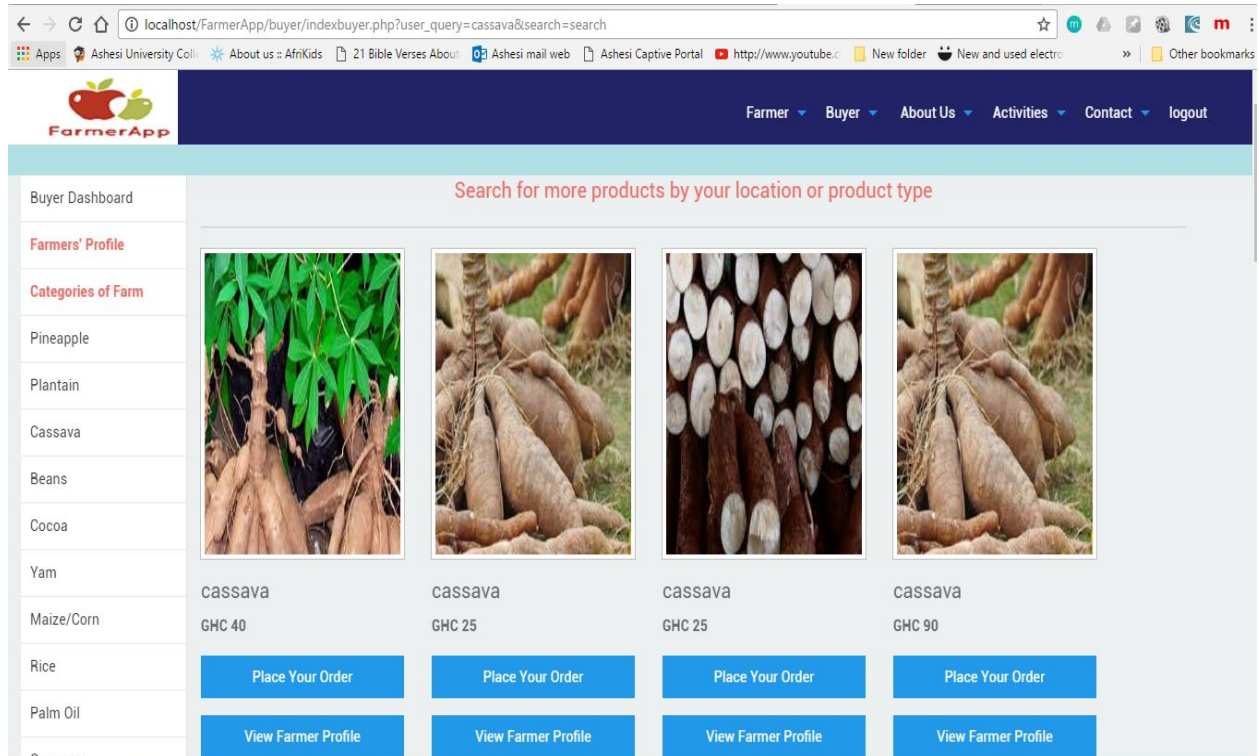 localhost/FarmerApp/buyer/indexbuyer.php?user_query=cassava&search=search
Apps Ashesi University Coll About us :: AfriKids 21 Bible Verses About Ashesi mail web Ashesi Captive Portal http://www.youtube.c New folder New and used electro » Other bookmarks
FarmerApp
Farmer Buyer About Us Activities Contact logout
Search for more products by your location or product type
Buyer Dashboard
Farmers' Profile
Categories of Farm
Pineapple
Plantain
Cassava
Beans
Cocoa
Yam
Maize/Corn
Rice
Palm Oil
cassava cassava cassava cassava
GHC 40 GHC 25 GHC 25 GHC 90
Place Your Order Place Your Order Place Your Order Place Your Order
View Farmer Profile View Farmer Profile View Farmer Profile View Farmer Profile